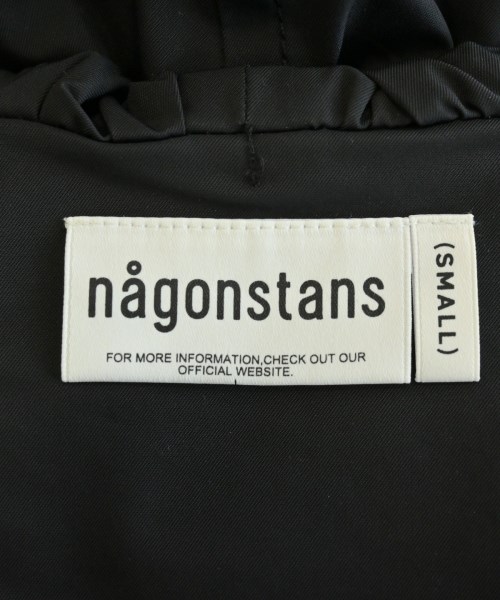 någonstans
FOR MORE INFORMATION,CHECK OUT OUR
OFFICIAL WEBSITE.
(SMALL)